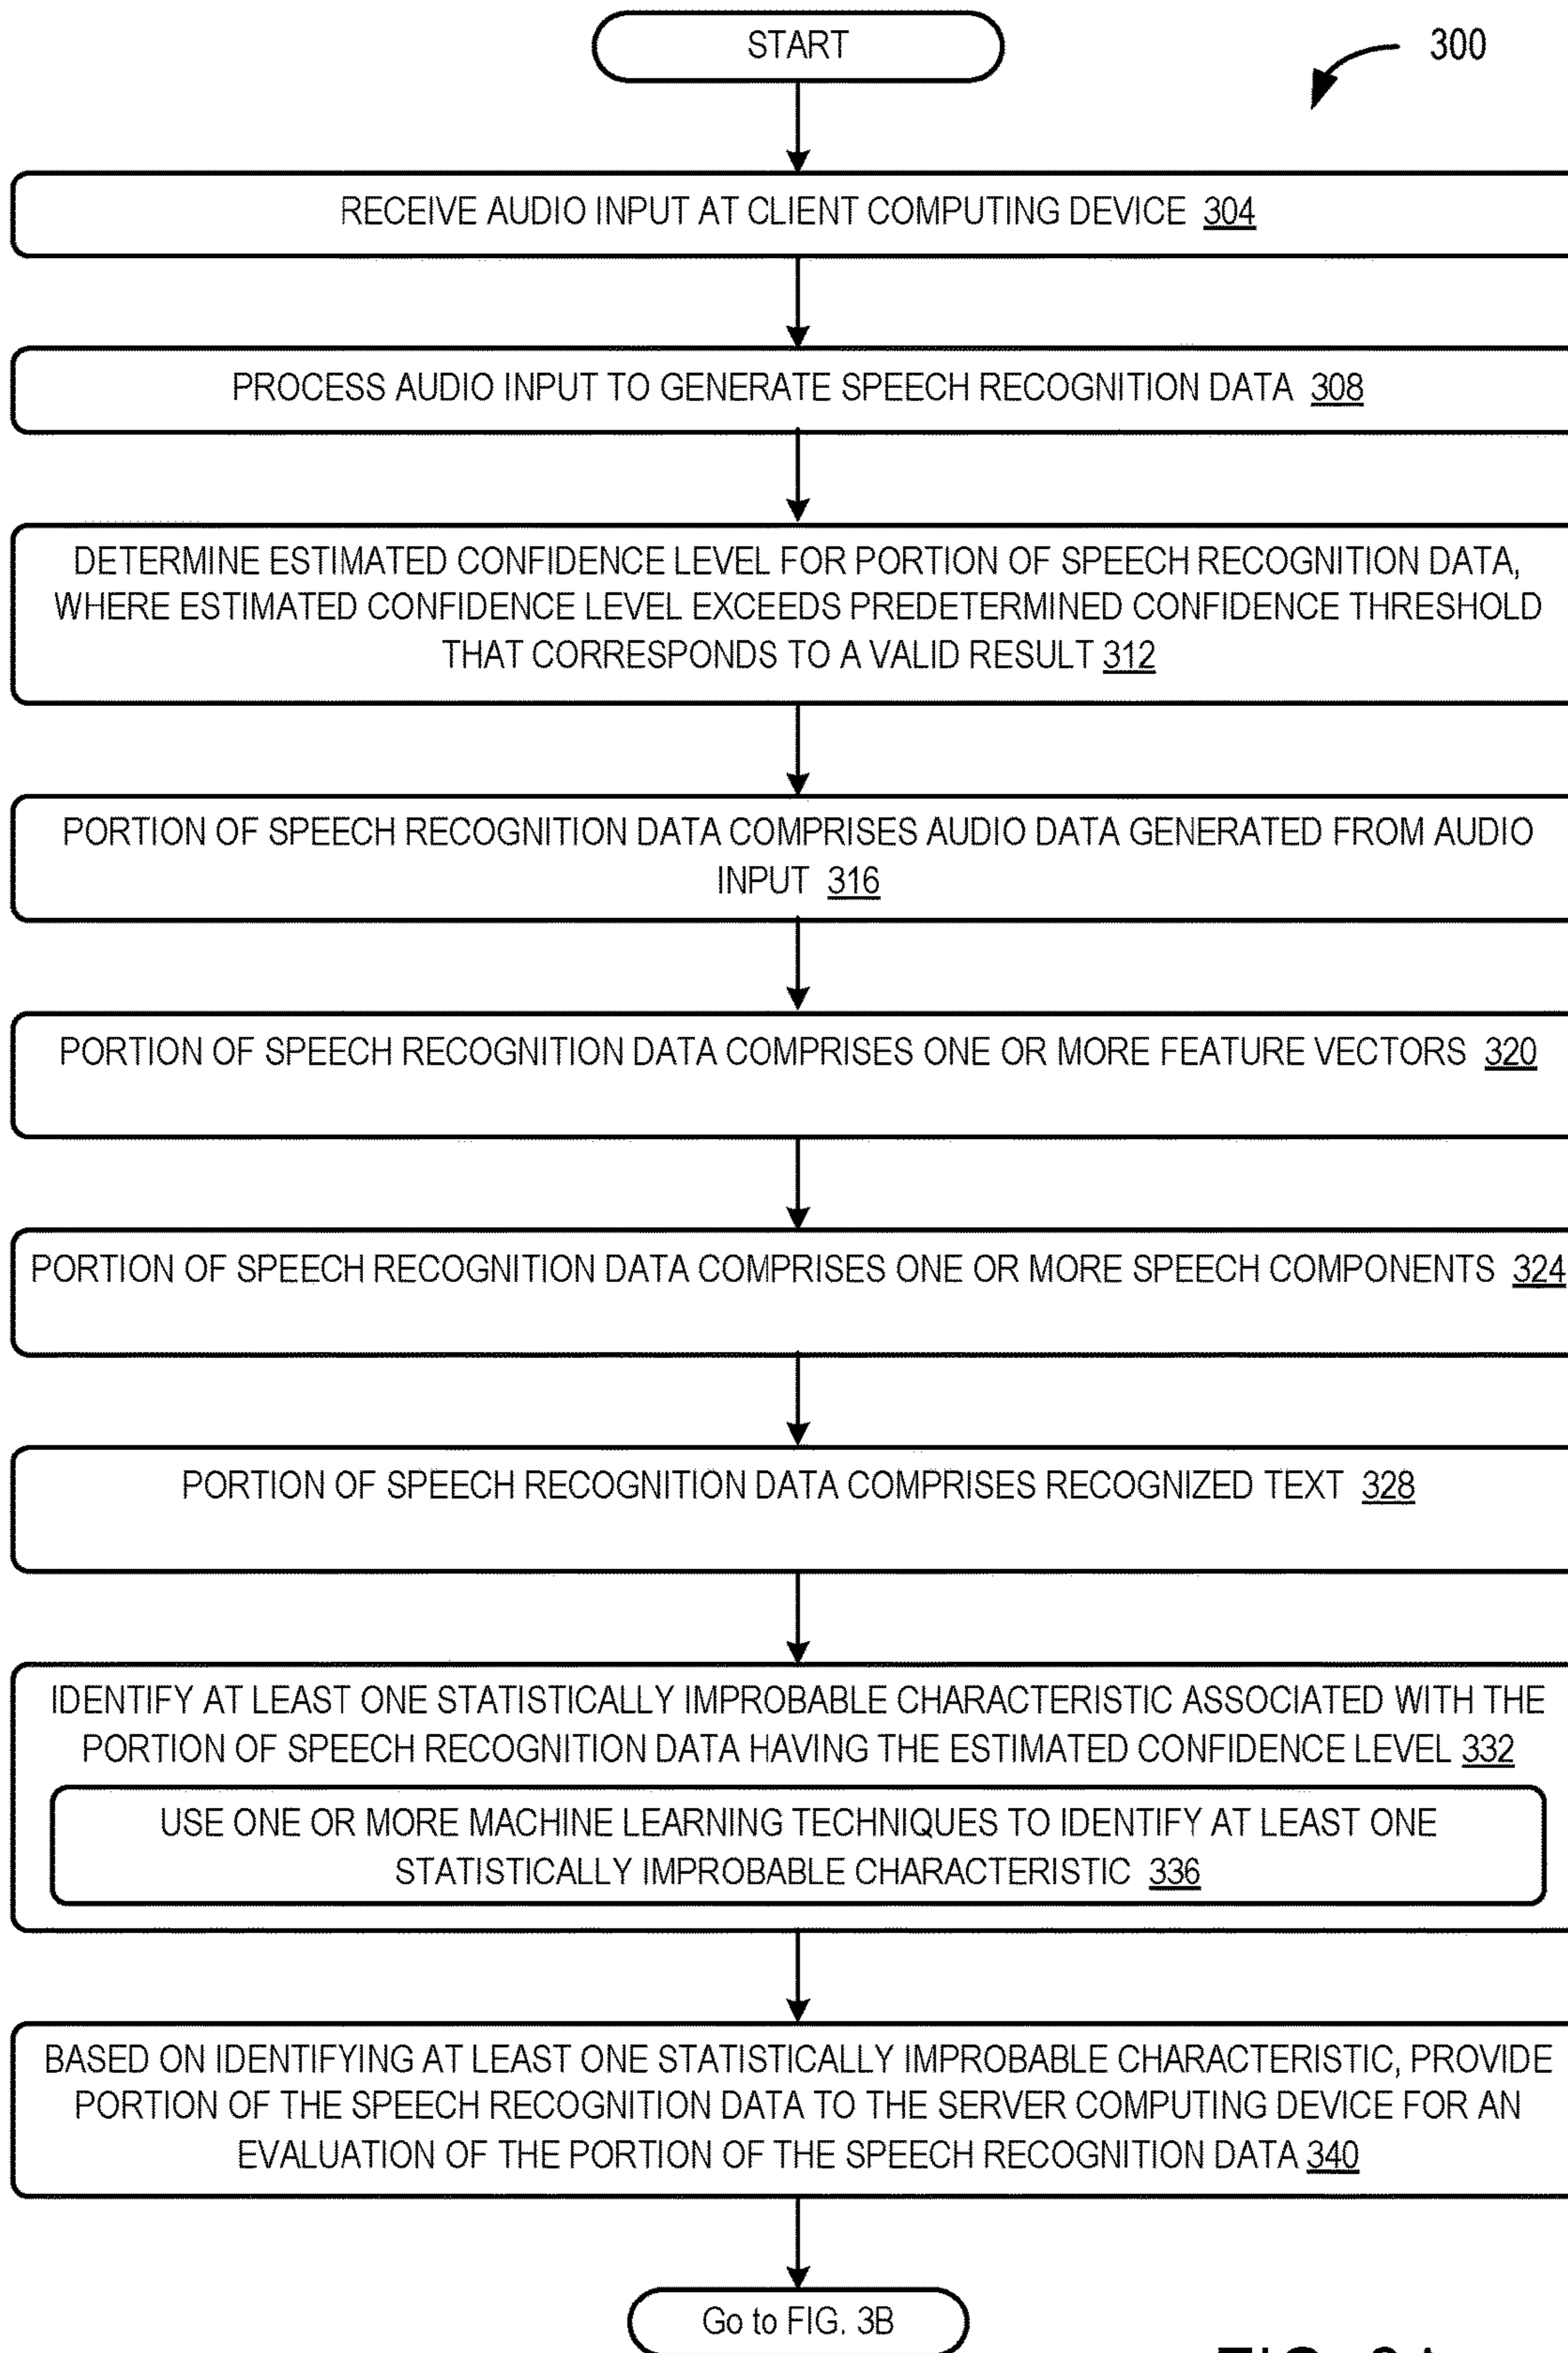 START
300
RECEIVE AUDIO INPUT AT CLIENT COMPUTING DEVICE 304
PROCESS AUDIO INPUT TO GENERATE SPEECH RECOGNITION DATA 308
DETERMINE ESTIMATED CONFIDENCE LEVEL FOR PORTION OF SPEECH RECOGNITION DATA,
WHERE ESTIMATED CONFIDENCE LEVEL EXCEEDS PREDETERMINED CONFIDENCE THRESHOLD
THAT CORRESPONDS TO A VALID RESULT 312
PORTION OF SPEECH RECOGNITION DATA COMPRISES AUDIO DATA GENERATED FROM AUDIO
INPUT 316
PORTION OF SPEECH RECOGNITION DATA COMPRISES ONE OR MORE FEATURE VECTORS 320
PORTION OF SPEECH RECOGNITION DATA COMPRISES ONE OR MORE SPEECH COMPONENTS 324
PORTION OF SPEECH RECOGNITION DATA COMPRISES RECOGNIZED TEXT 328
IDENTIFY AT LEAST ONE STATISTICALLY IMPROBABLE CHARACTERISTIC ASSOCIATED WITH THE
PORTION OF SPEECH RECOGNITION DATA HAVING THE ESTIMATED CONFIDENCE LEVEL 332
USE ONE OR MORE MACHINE LEARNING TECHNIQUES TO IDENTIFY AT LEAST ONE
STATISTICALLY IMPROBABLE CHARACTERISTIC 336
BASED ON IDENTIFYING AT LEAST ONE STATISTICALLY IMPROBABLE CHARACTERISTIC, PROVIDE
PORTION OF THE SPEECH RECOGNITION DATA TO THE SERVER COMPUTING DEVICE FOR AN
EVALUATION OF THE PORTION OF THE SPEECH RECOGNITION DATA 340
Go to FIG. 3B